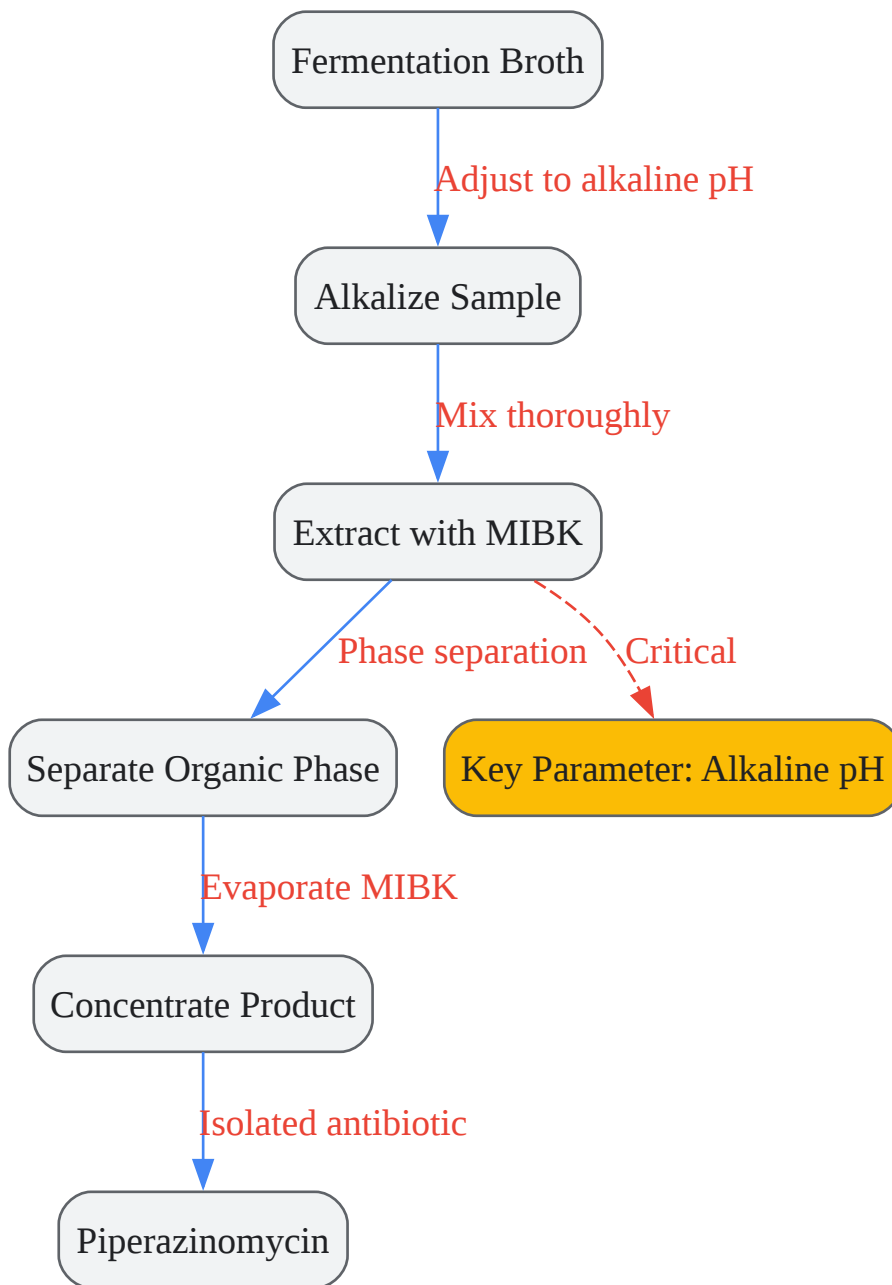 Fermentation Broth
Adjust to alkaline pH
Alkalize Sample
Mix thoroughly
Extract with MIBK
Phase separation
Critical
Separate Organic Phase
Key Parameter: Alkaline pH
Evaporate MIBK
Concentrate Product
Isolated antibiotic
Piperazinomycin